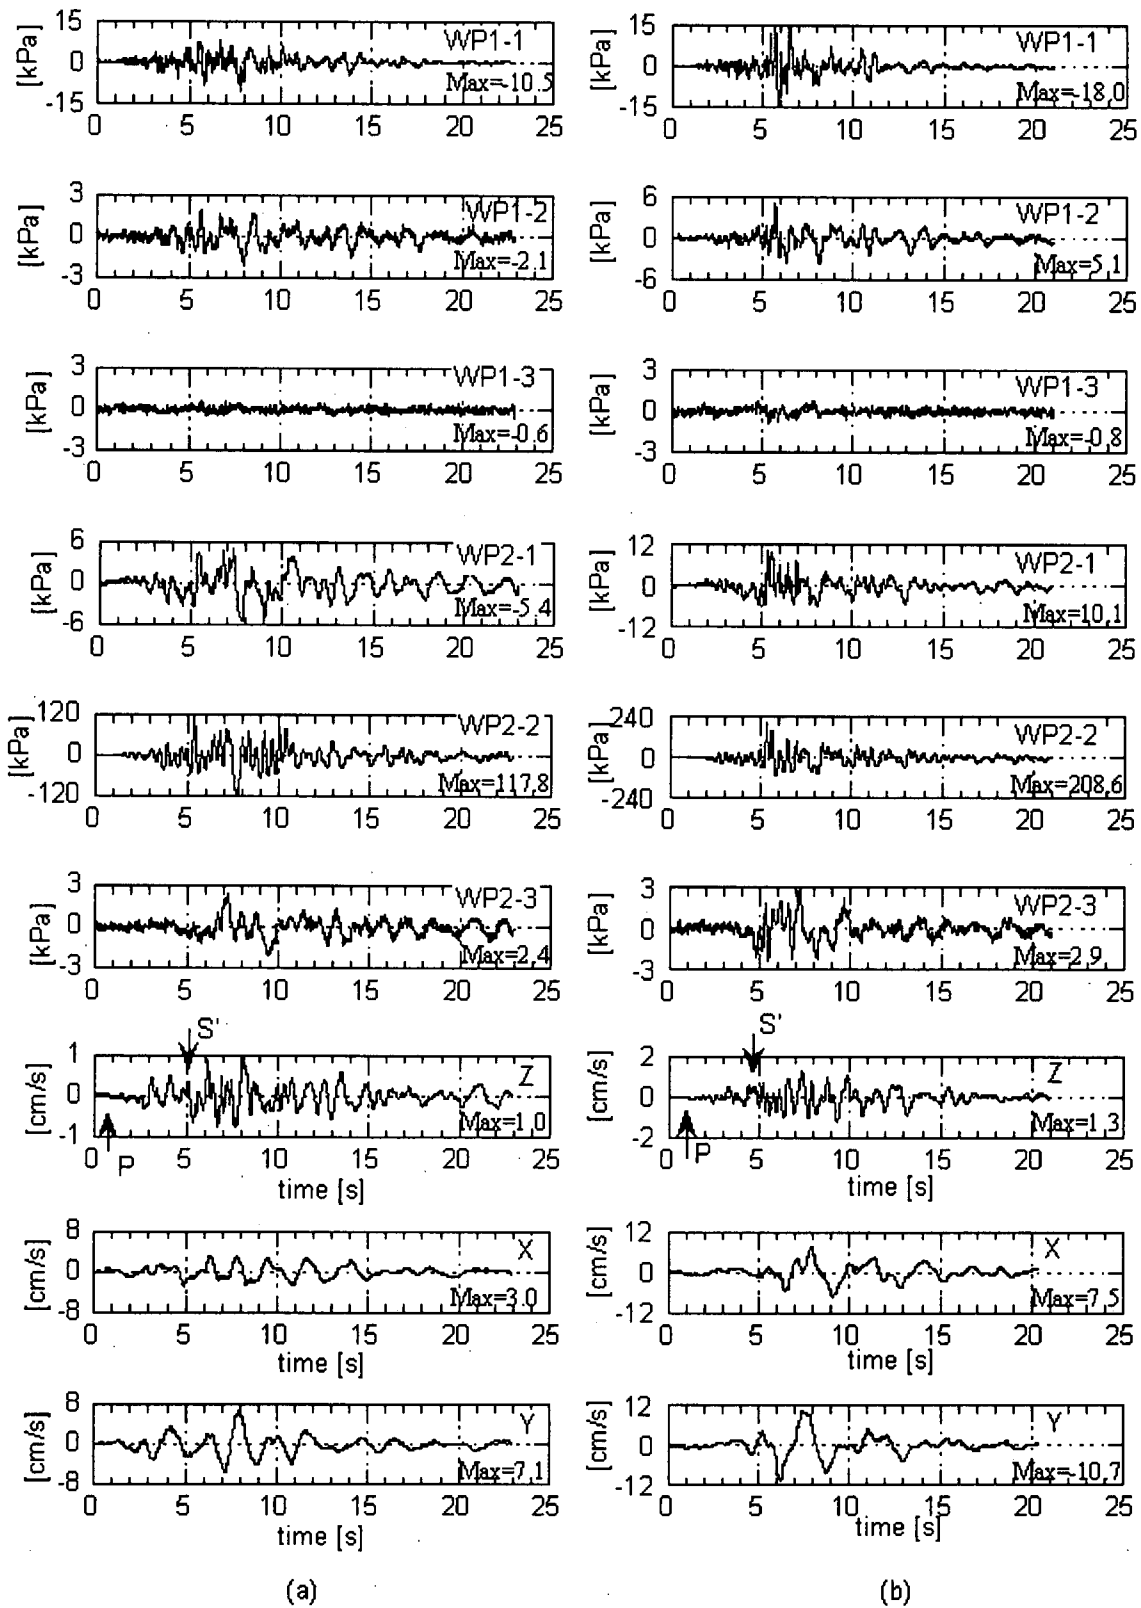 15 WP1-1
[kPa] 0
-15 Max=-10.5
0 5 10 15 20 25
3 WP1-2
[kPa] 0
-3 Max=-2.1
0 5 10 15 20 25
3 WP1-3
[kPa] 0
-3 Max=-0.6
0 5 10 15 20 25
6 WP2-1
[kPa] 0
-6 Max=-5.4
0 5 10 15 20 25
120 WP2-2
[kPa] 0
-120 Max=117.8
0 5 10 15 20 25
3 WP2-3
[kPa] 0
-3 Max=2.4
0 5 10 15 20 25
S'
1 Z
[cm/s] 0
-1 Max=1.0
P
0 5 10 15 20 25
time [s]
8 X
[cm/s] 0
-8 Max=3.0
0 5 10 15 20 25
time [s]
8 Y
[cm/s] 0
-8 Max=7.1
0 5 10 15 20 25
time [s]
(a)
15 WP1-1
[kPa] 0
-15 Max=-18.0
0 5 10 15 20 25
6 WP1-2
[kPa] 0
-6 Max=5.1
0 5 10 15 20 25
3 WP1-3
[kPa] 0
-3 Max=-0.8
0 5 10 15 20 25
12 WP2-1
[kPa] 0
-12 Max=10.1
0 5 10 15 20 25
240 WP2-2
[kPa] 0
-240 Max=208.6
0 5 10 15 20 25
3 WP2-3
[kPa] 0
-3 Max=2.9
0 5 10 15 20 25
S'
2 Z
[cm/s] 0
-2 Max=1.3
P
0 5 10 15 20 25
time [s]
12 X
[cm/s] 0
-12 Max=7.5
0 5 10 15 20 25
time [s]
12 Y
[cm/s] 0
-12 Max=-10.7
0 5 10 15 20 25
time [s]
(b)